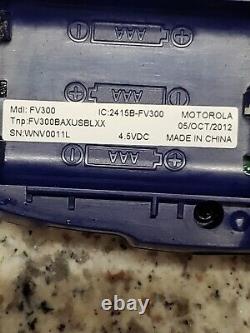 AAA
Mdl: FV300 IC:2415B-FV300 MOTOROLA
Tnp:FV300BAXUSBLXX 05/OCT/2012
SN:WNV0011L 4.5VDC MADE IN CHINA
AAA
ebay